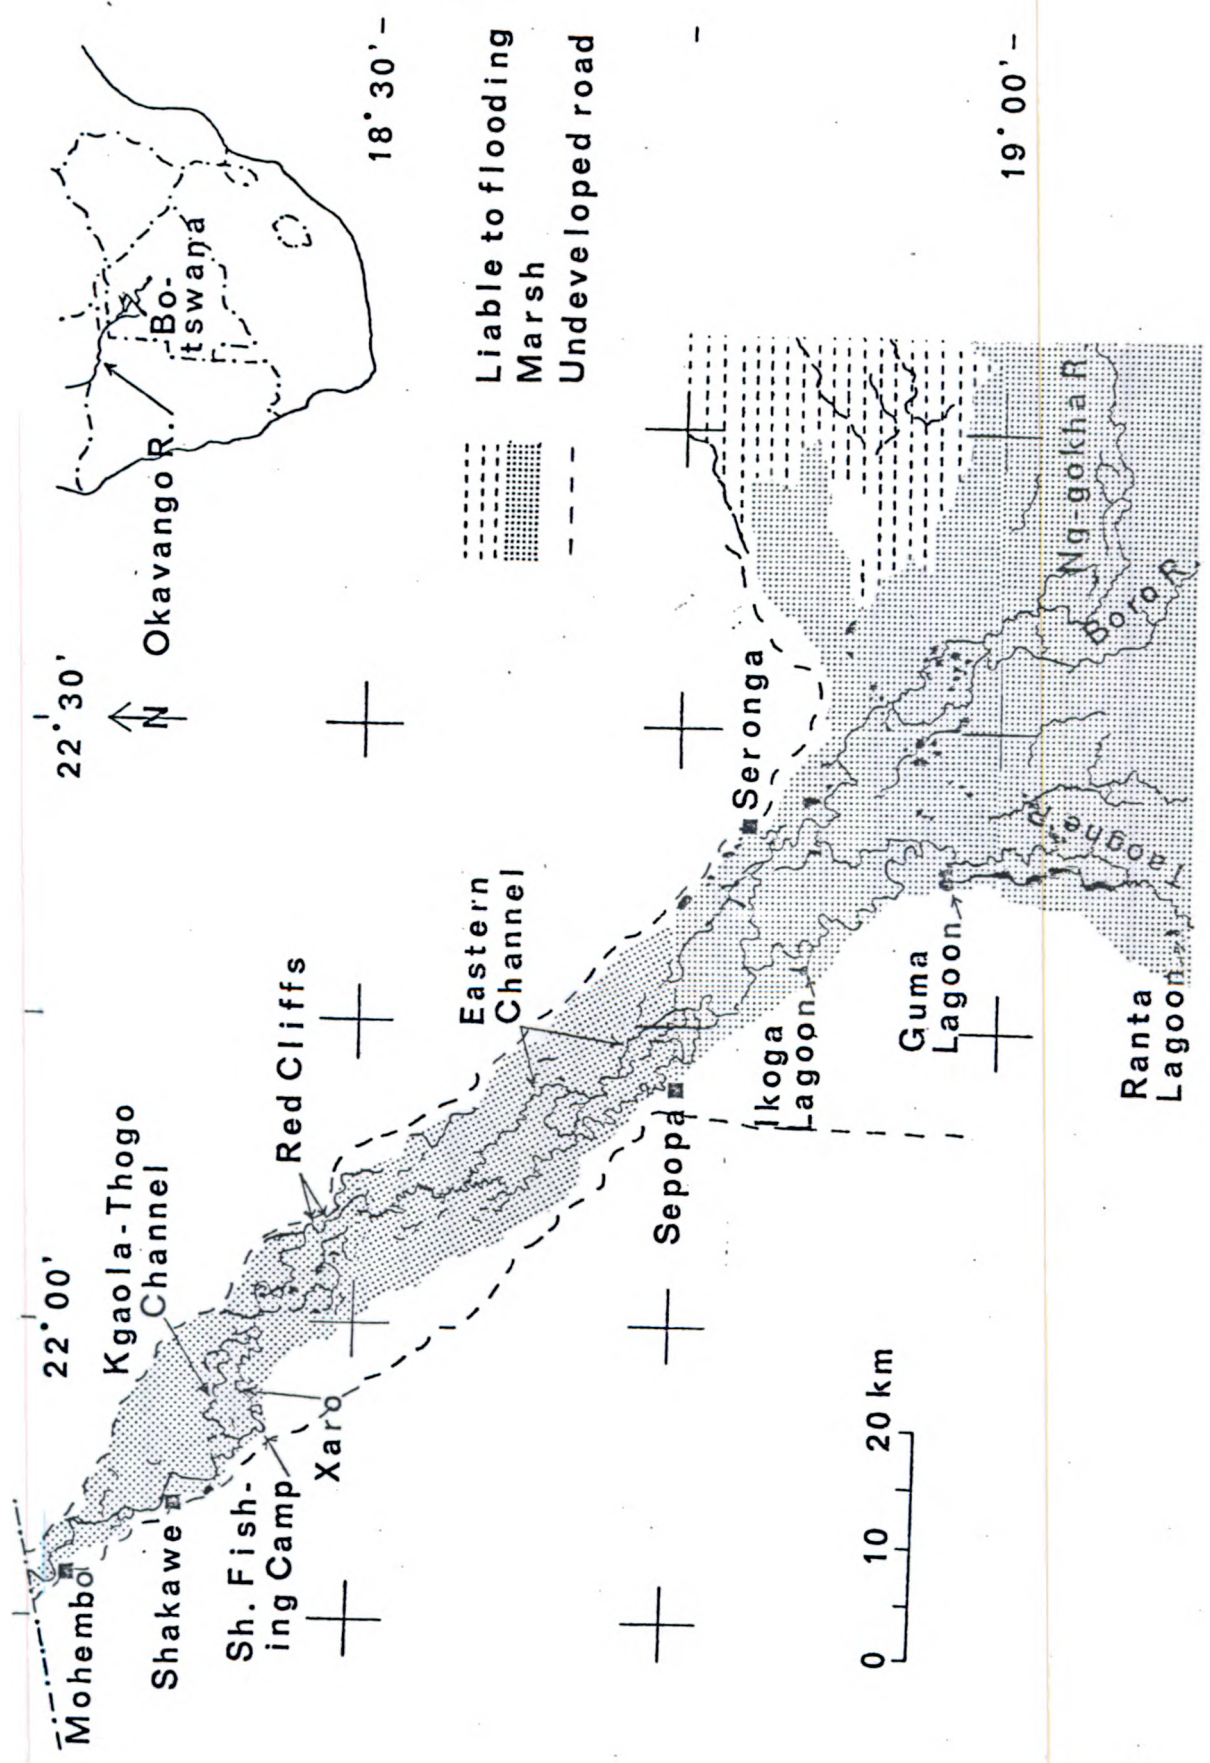 22° 00'
22° 30'
N
Okavango R.
Bo-
tswana
18° 30'
19° 00'
Liable to flooding
Marsh
Undeveloped road
Mohembo
Shakawe
Sh. Fish-
ing Camp
Xaro
Kgaola-Thogo
Channel
Red Cliffs
Eastern
Channel
Sepopa
Seronga
Ikoga
Lagoon
Guma
Lagoon
Ranta
Lagoon
Taoghe R.
Boro R.
Ng-gokha R.
0 10 20 km